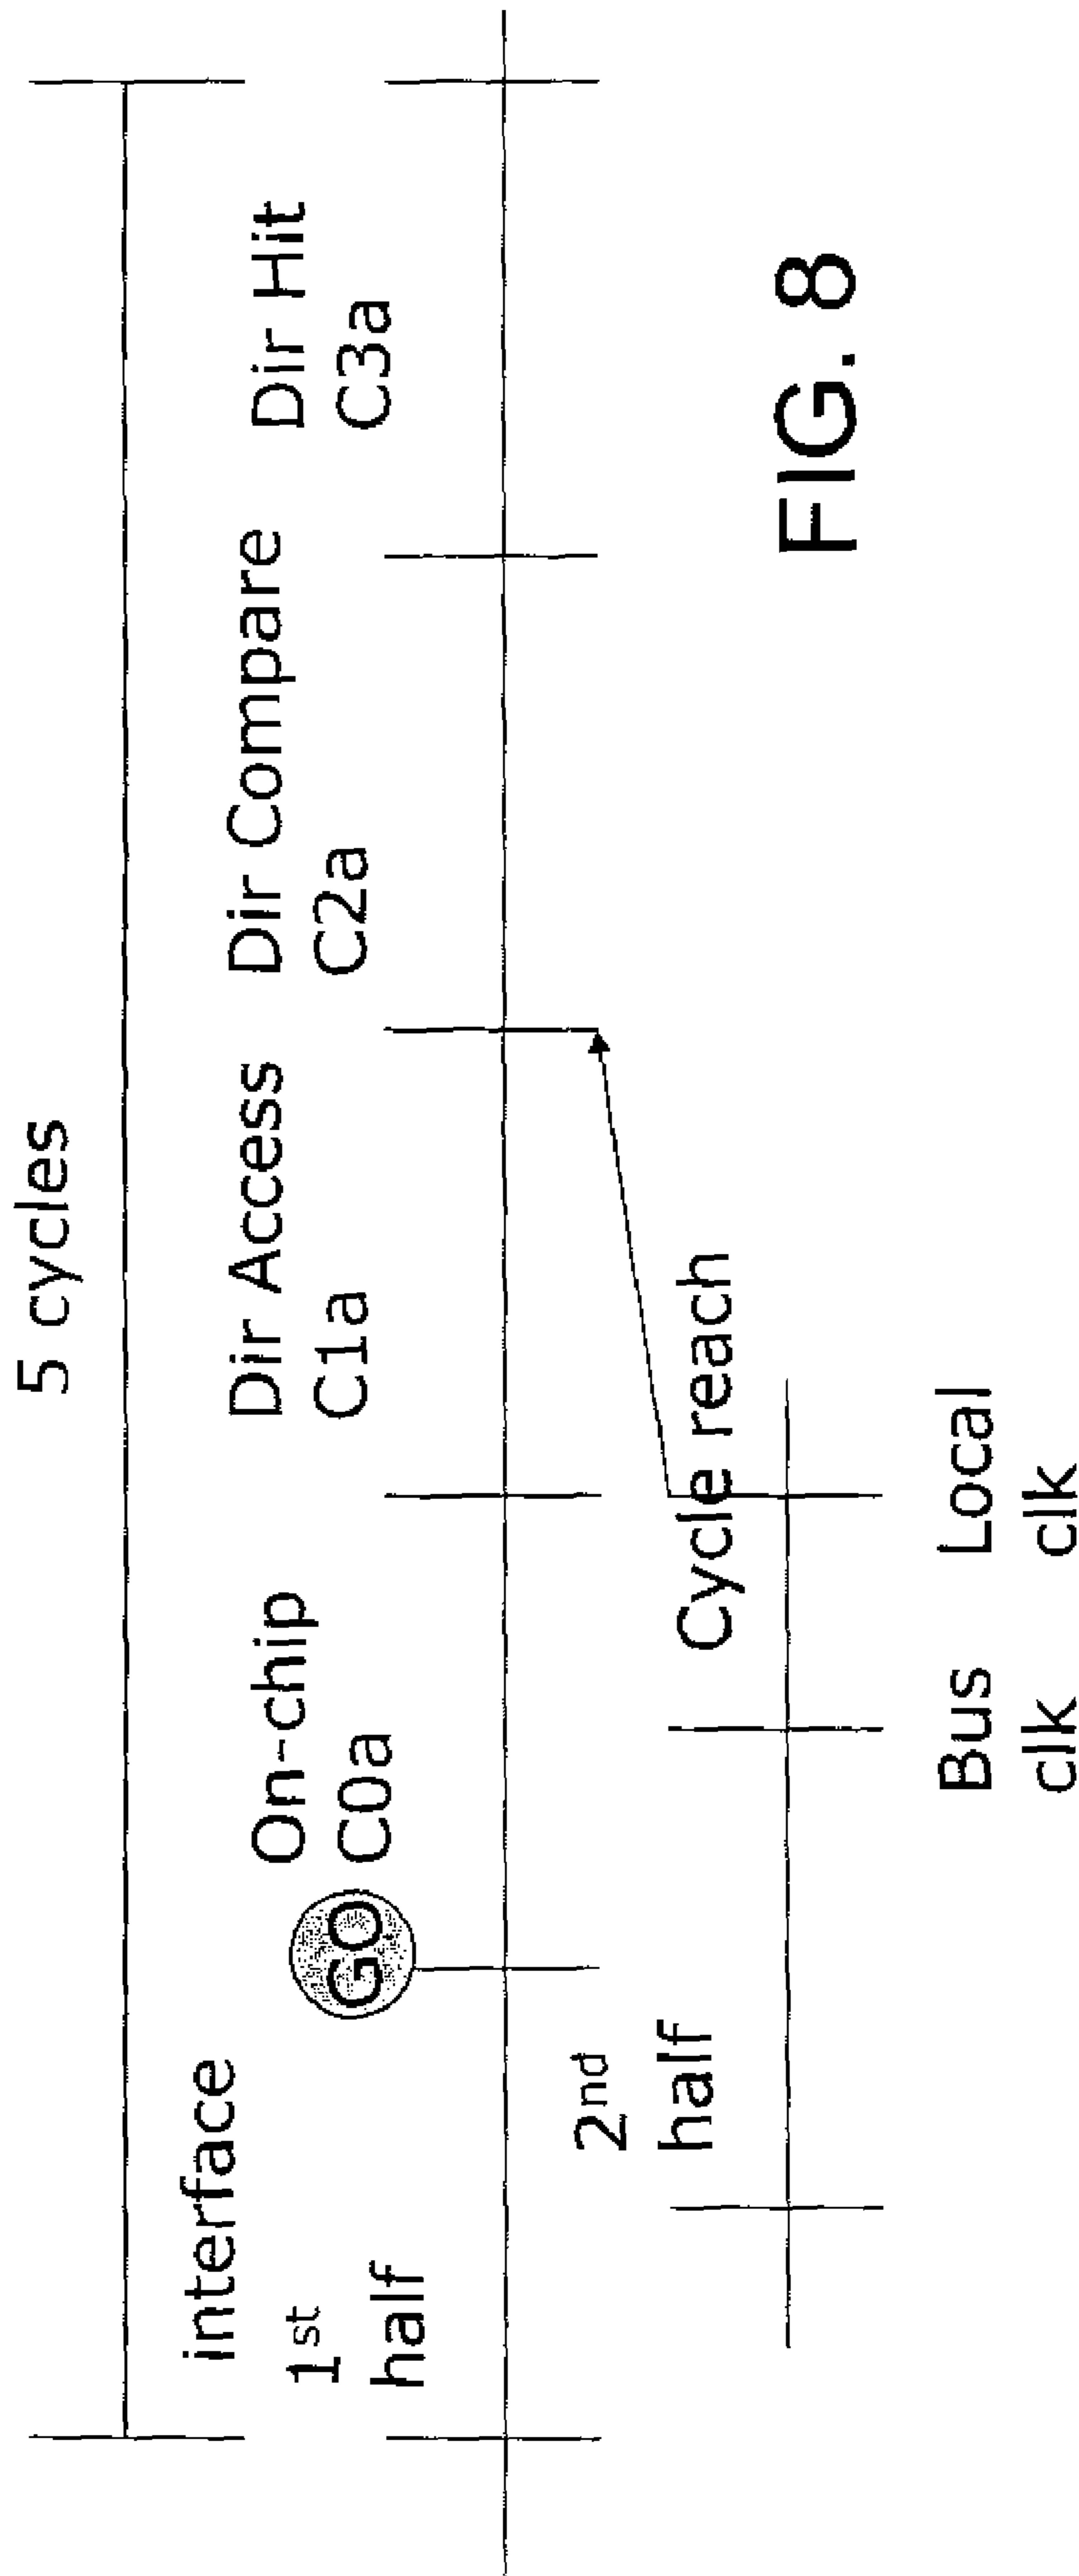 5 cycles
interface
1st
half
GO
On-chip
C0a
Dir Access
C1a
Dir Compare
C2a
Dir Hit
C3a
2nd
half
Cycle reach
Bus
clk
Local
clk
FIG. 8